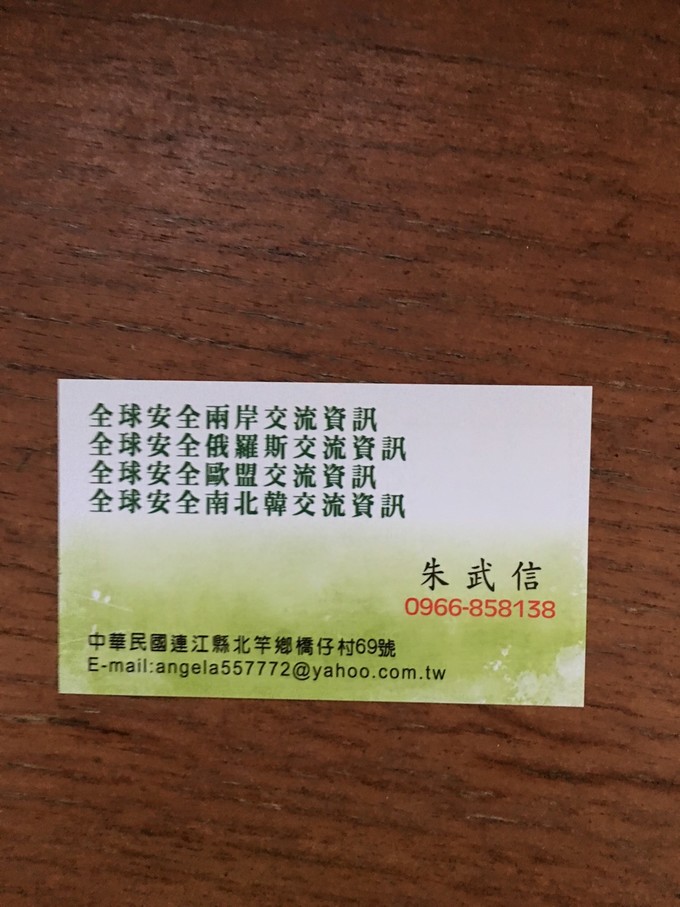 全球安全兩岸交流資訊
全球安全俄羅斯交流資訊
全球安全歐盟交流資訊
全球安全南北韓交流資訊
朱武信
0966-858138
中華民國連江縣北竿鄉橋仔村69號
E-mail:angela557772@yahoo.com.tw